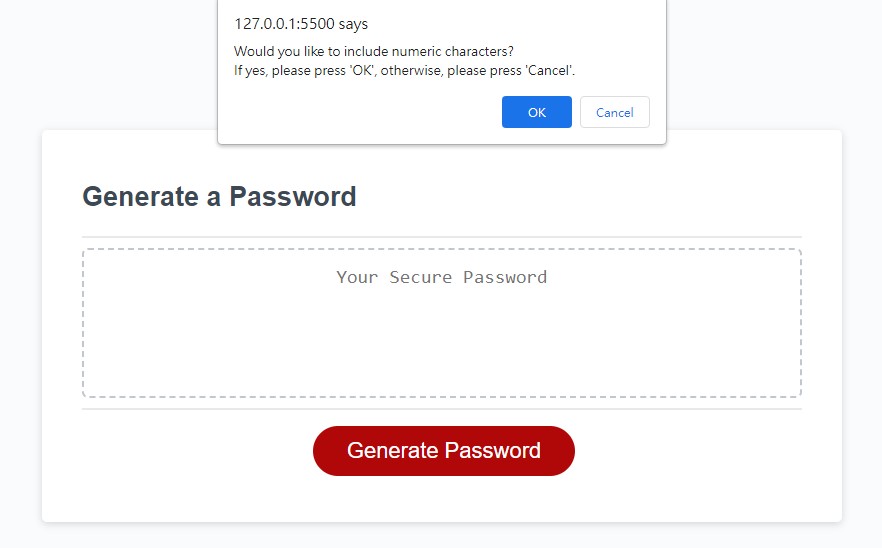 127.0.0.1:5500 says
Would you like to include numeric characters?
If yes, please press 'OK', otherwise, please press 'Cancel'.
OK Cancel
Generate a Password
Your Secure Password
Generate Password